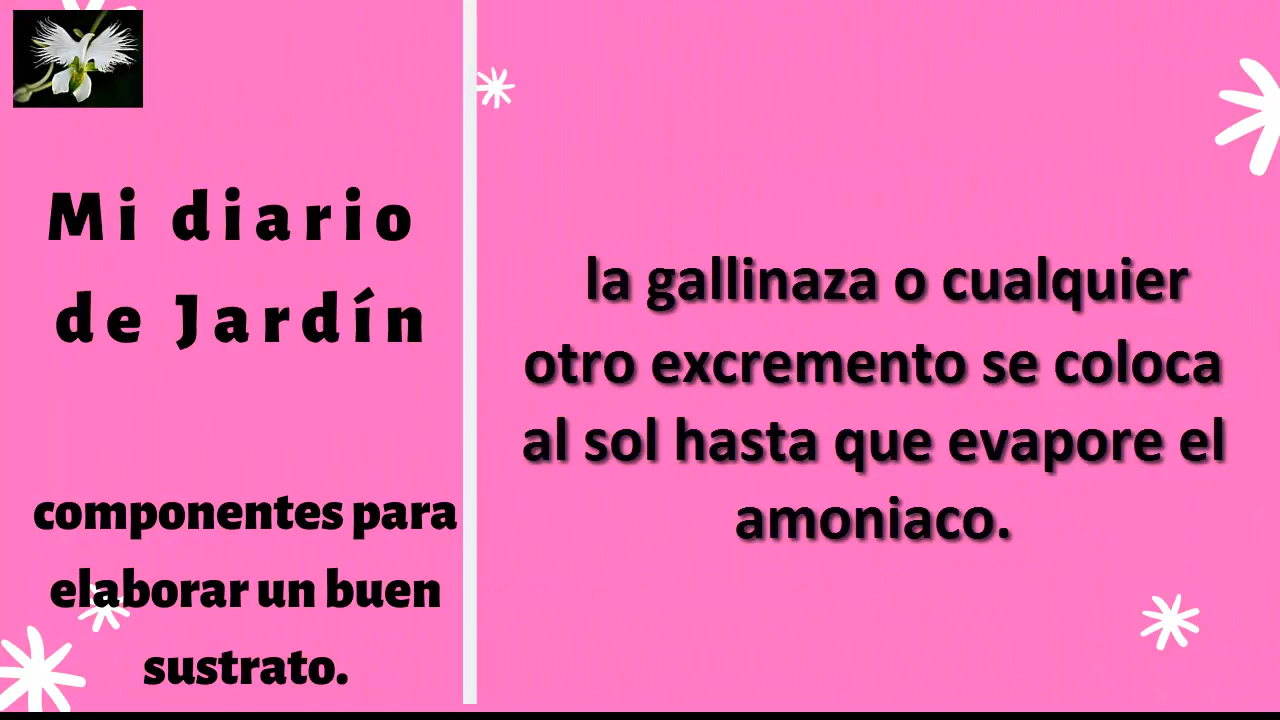 Mi diario
de Jardín
componentes para
elaborar un buen
sustrato.
la gallinaza o cualquier
otro excremento se coloca
al sol hasta que evapore el
amoniaco.